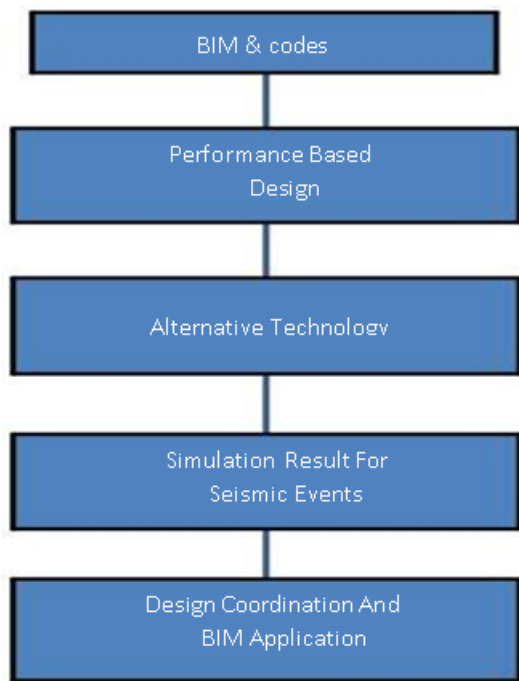 BIM & codes
Performance Based
Design
Alternative Technology
Simulation Result For
Seismic Events
Design Coordination And
BIM Application